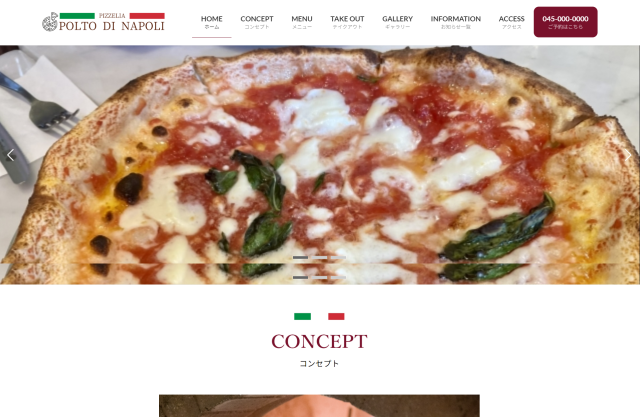 PIZZELIA
POLTO DI NAPOLI
HOME
ホーム
CONCEPT
コンセプト
MENU
メニュー
TAKE OUT
テイクアウト
GALLERY
ギャラリー
INFORMATION
お知らせ一覧
ACCESS
アクセス
045-000-0000
ご予約はこちら
CONCEPT
コンセプト